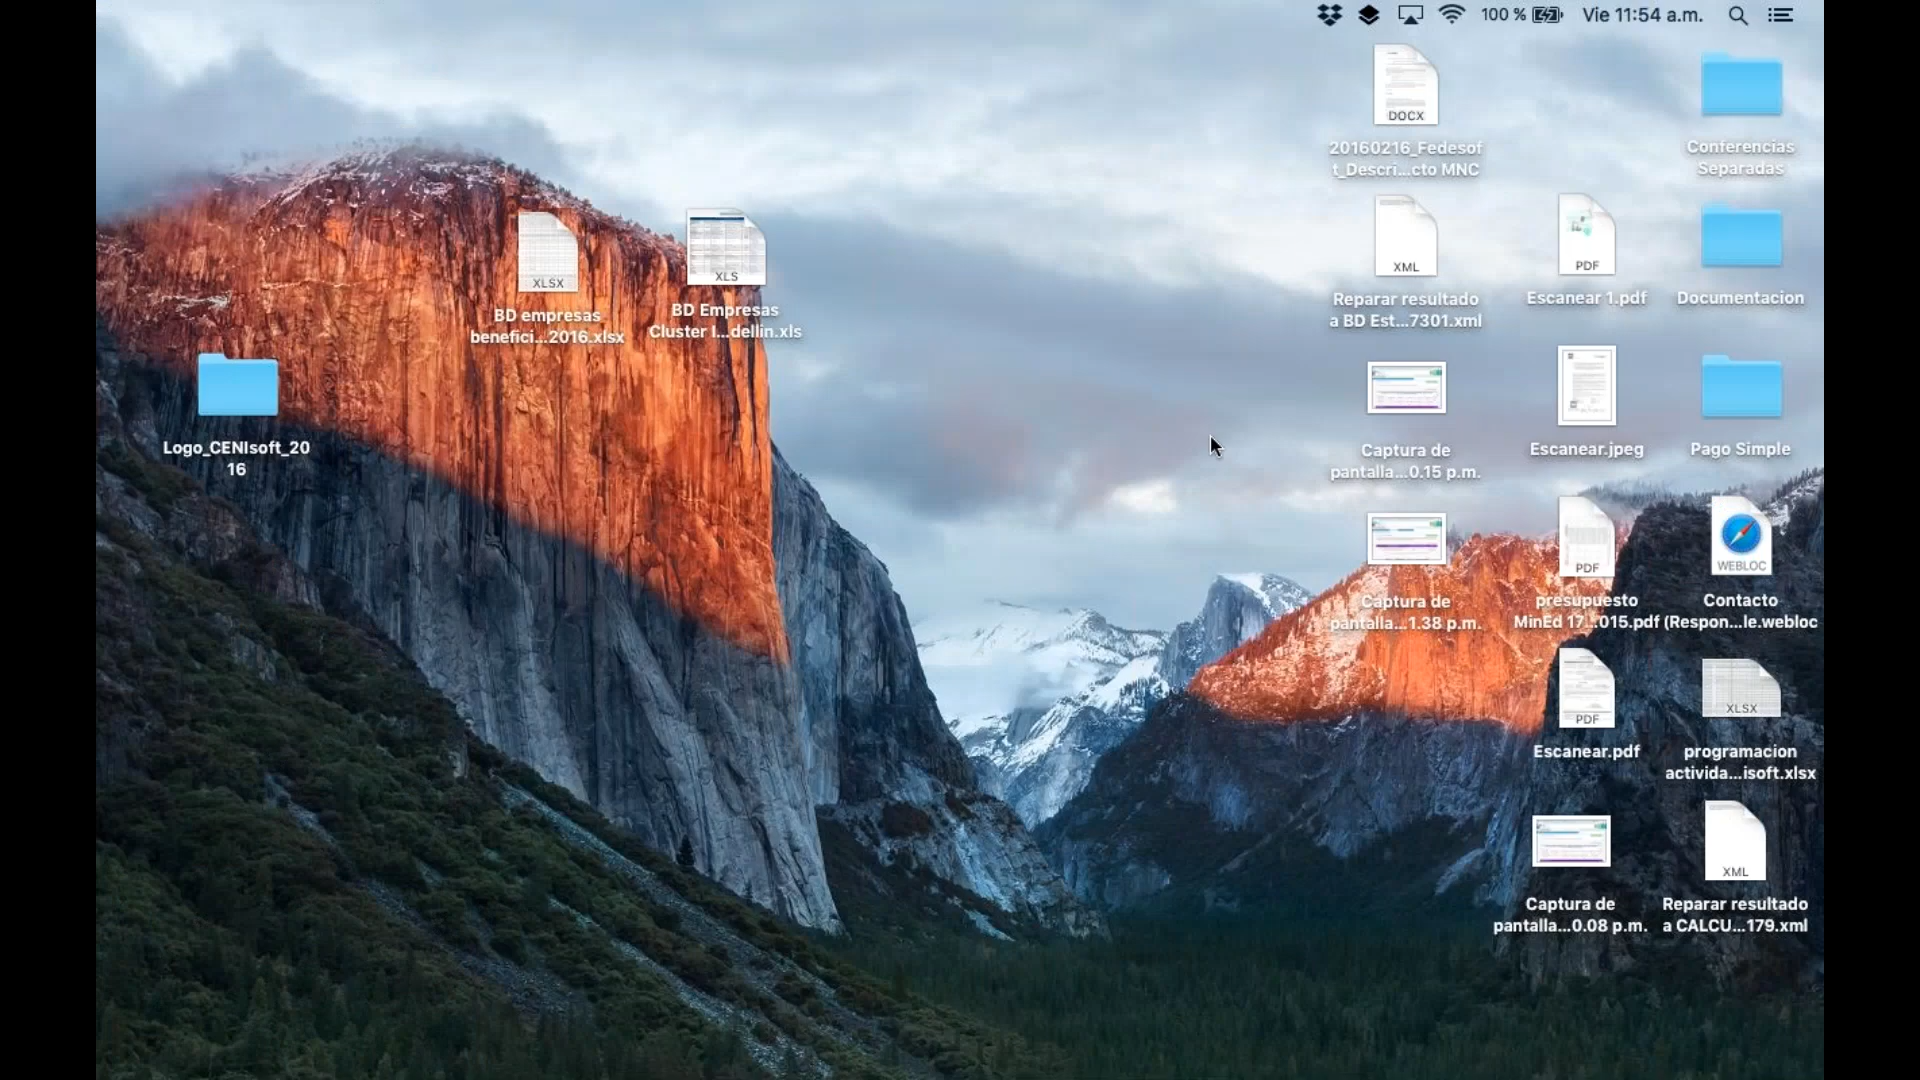 100 %
Vie 11:54 a.m.
DOCX
20160216_Fedesof
t_Descri...cto MNC
Conferencias
Separadas
XLSX
BD empresas
benefici...2016.xlsx
XLS
BD Empresas
Cluster I...dellin.xls
XML
Reparar resultado
a BD Est...7301.xml
PDF
Escanear 1.pdf
Documentacion
Logo_CENIsoft_20
16
Captura de
pantalla...0.15 p.m.
Escanear.jpeg
Pago Simple
Captura de
pantalla...1.38 p.m.
PDF
presupuesto
MinEd 17...015.pdf
WEBLOC
Contacto
(Respon...le.webloc
PDF
Escanear.pdf
XLSX
programacion
activida...isoft.xlsx
Captura de
pantalla...0.08 p.m.
XML
Reparar resultado
a CALCU...179.xml